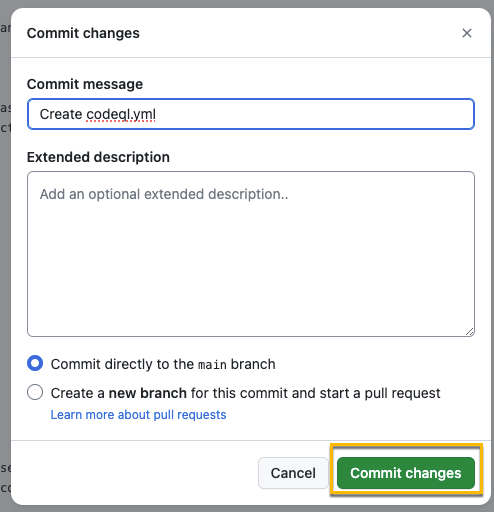 Commit changes
Commit message
Create codeql.yml
Extended description
Add an optional extended description..
Commit directly to the main branch
Create a new branch for this commit and start a pull request
Learn more about pull requests
Cancel
Commit changes